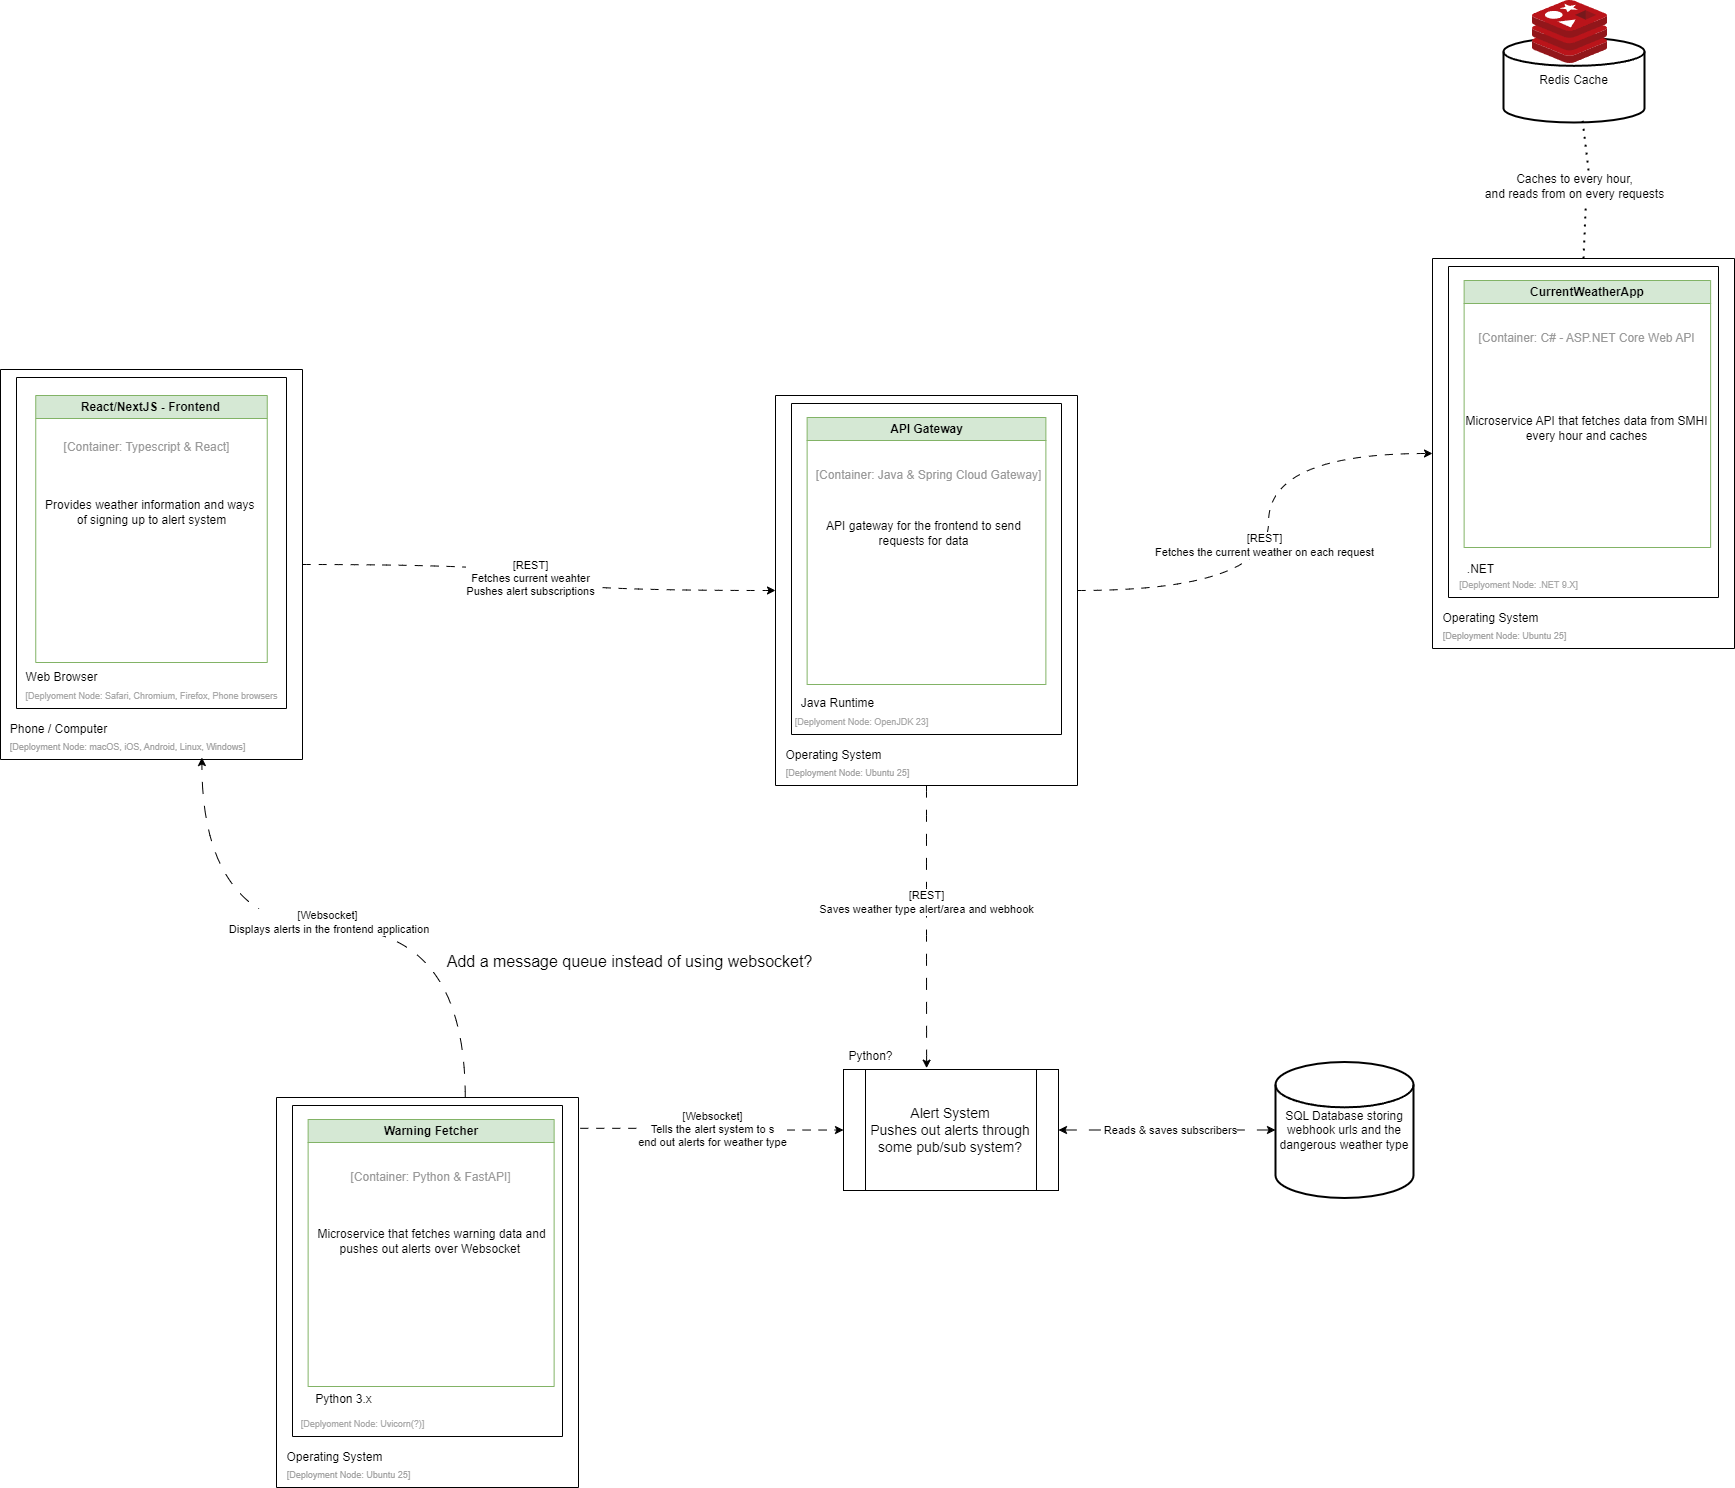 Redis Cache
Caches to every hour,
and reads from on every requests
CurrentWeatherApp
[Container: C# - ASP.NET Core Web API
Microservice API that fetches data from SMHI
every hour and caches
.NET
[Deplyoment Node: .NET 9.X]
Operating System
[Deployment Node: Ubuntu 25]
React/NextJS - Frontend
[Container: Typescript & React]
Provides weather information and ways
of signing up to alert system
Web Browser
[Deplyoment Node: Safari, Chromium, Firefox, Phone browsers
Phone / Computer
[Deployment Node: macOS, iOS, Android, Linux, Windows]
[REST]
Fetches current weahter
Pushes alert subscriptions
API Gateway
[Container: Java & Spring Cloud Gateway]
API gateway for the frontend to send
requests for data
Java Runtime
[Deplyoment Node: OpenJDK 23]
Operating System
[Deployment Node: Ubuntu 25]
[REST]
Fetches the current weather on each request
[REST]
Saves weather type alert/area and webhook
[Websocket]
Displays alerts in the frontend application
Add a message queue instead of using websocket?
Python?
Alert System
Pushes out alerts through
some pub/sub system?
Reads & saves subscribers
SQL Database storing
webhook urls and the
dangerous weather type
[Websocket]
Tells the alert system to s
end out alerts for weather type
Warning Fetcher
[Container: Python & FastAPI]
Microservice that fetches warning data and
pushes out alerts over Websocket
Python 3.x
[Deplyoment Node: Uvicorn(?)]
Operating System
[Deployment Node: Ubuntu 25]